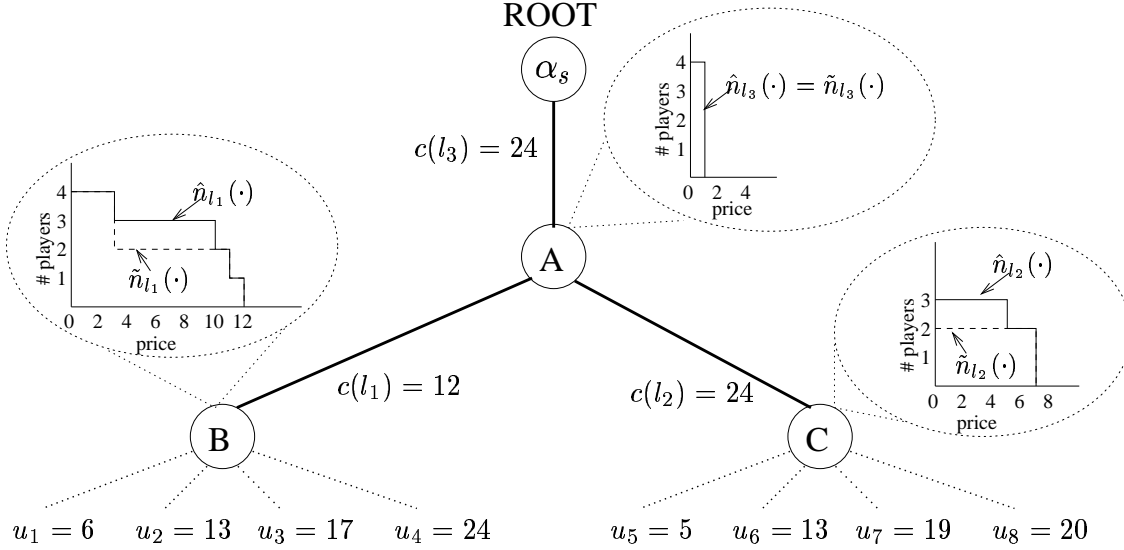 ROOT
α_s
c(l_3) = 24
4
3
2
1
# players
n̂_{l_3}(·) = ñ_{l_3}(·)
0 2 4
price
4
3
2
1
# players
n̂_{l_1}(·)
ñ_{l_1}(·)
0 2 4 6 8 10 12
price
A
3
2
1
# players
n̂_{l_2}(·)
ñ_{l_2}(·)
0 2 4 6 8
price
c(l_1) = 12
c(l_2) = 24
B
C
u_1 = 6 u_2 = 13 u_3 = 17 u_4 = 24 u_5 = 5 u_6 = 13 u_7 = 19 u_8 = 20